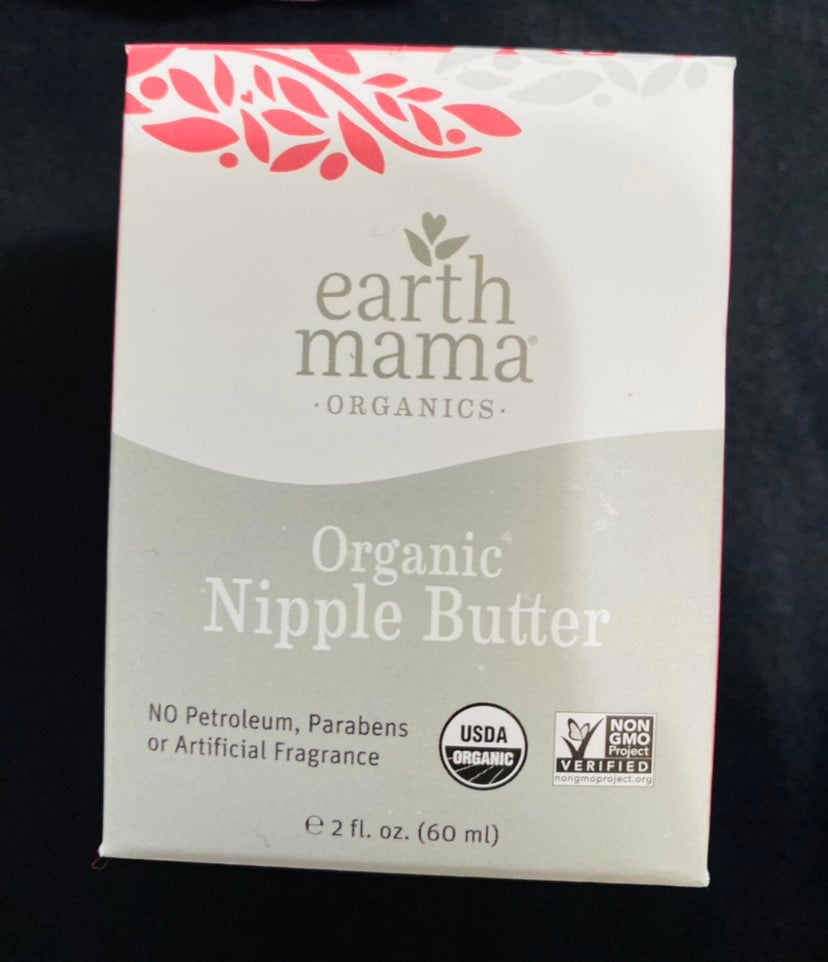 earth
mama®
·ORGANICS·
Organic
Nipple Butter
NO Petroleum, Parabens
or Artificial Fragrance
USDA
ORGANIC
NON
GMO
Project
VERIFIED
nongmoproject.org
℮ 2 fl. oz. (60 ml)